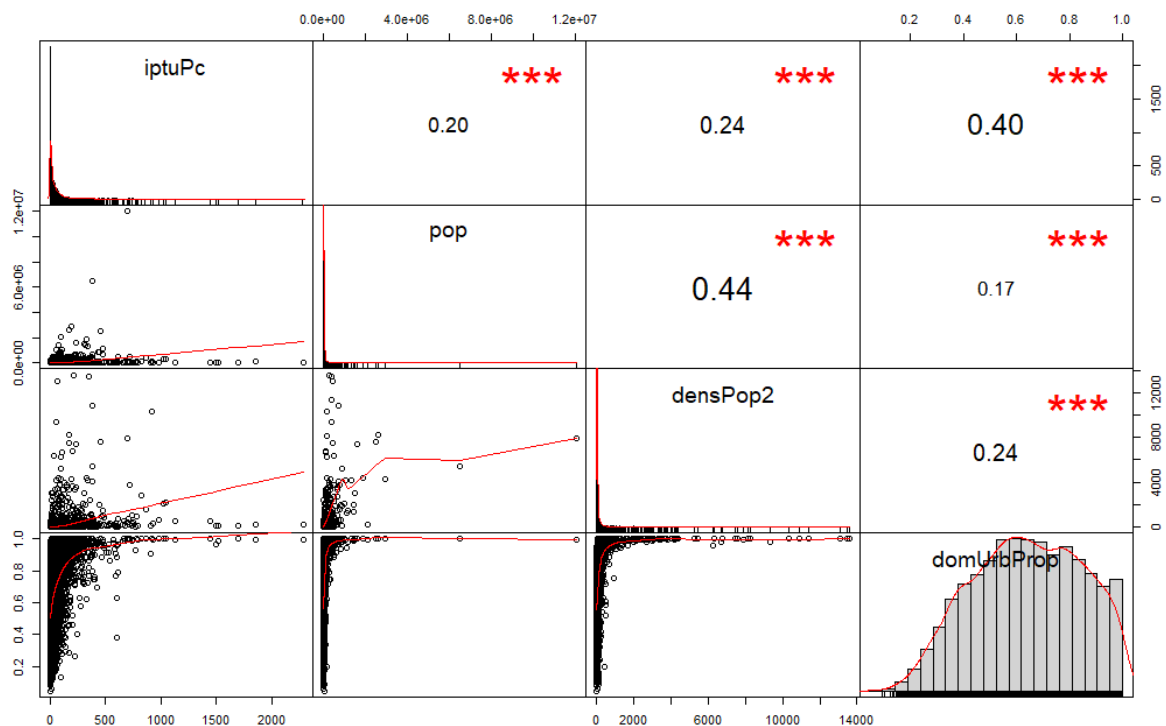 0.0e+00 4.0e+06 8.0e+06 1.2e+07 0.2 0.4 0.6 0.8 1.0
iptuPc *** *** ***
0.20 0.24 0.40
0 500 1500
pop *** ***
0.44 0.17
0.0e+00 6.0e+06 1.2e+07
densPop2 ***
0.24
0 4000 8000 12000
domUrbProp
0.2 0.4 0.6 0.8 1.0
0 500 1000 1500 2000 0 2000 6000 10000 14000